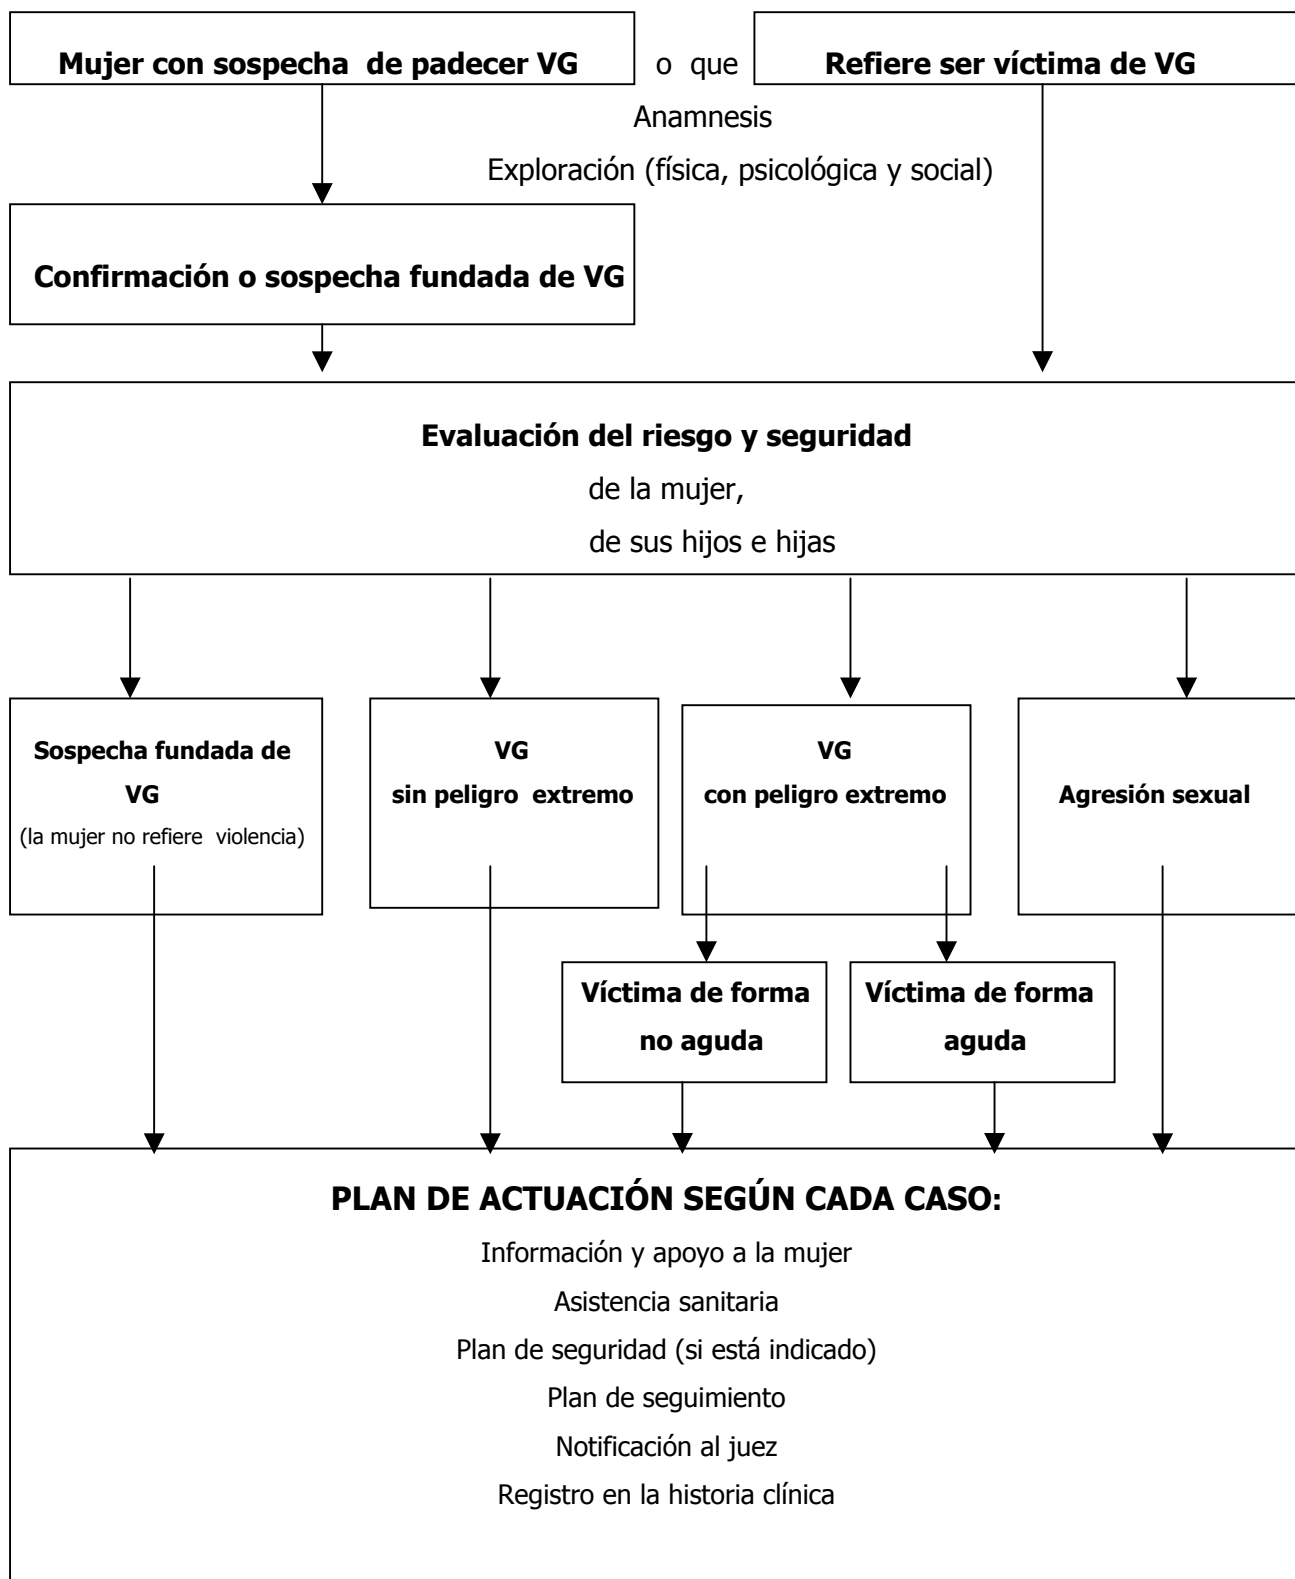 Mujer con sospecha de padecer VG o que Refiere ser víctima de VG
Anamnesis
Exploración (física, psicológica y social)
Confirmación o sospecha fundada de VG
Evaluación del riesgo y seguridad
de la mujer,
de sus hijos e hijas
Sospecha fundada de
VG
(la mujer no refiere violencia)
VG
sin peligro extremo
VG
con peligro extremo
Agresión sexual
Víctima de forma
no aguda
Víctima de forma
aguda
PLAN DE ACTUACIÓN SEGÚN CADA CASO:
Información y apoyo a la mujer
Asistencia sanitaria
Plan de seguridad (si está indicado)
Plan de seguimiento
Notificación al juez
Registro en la historia clínica